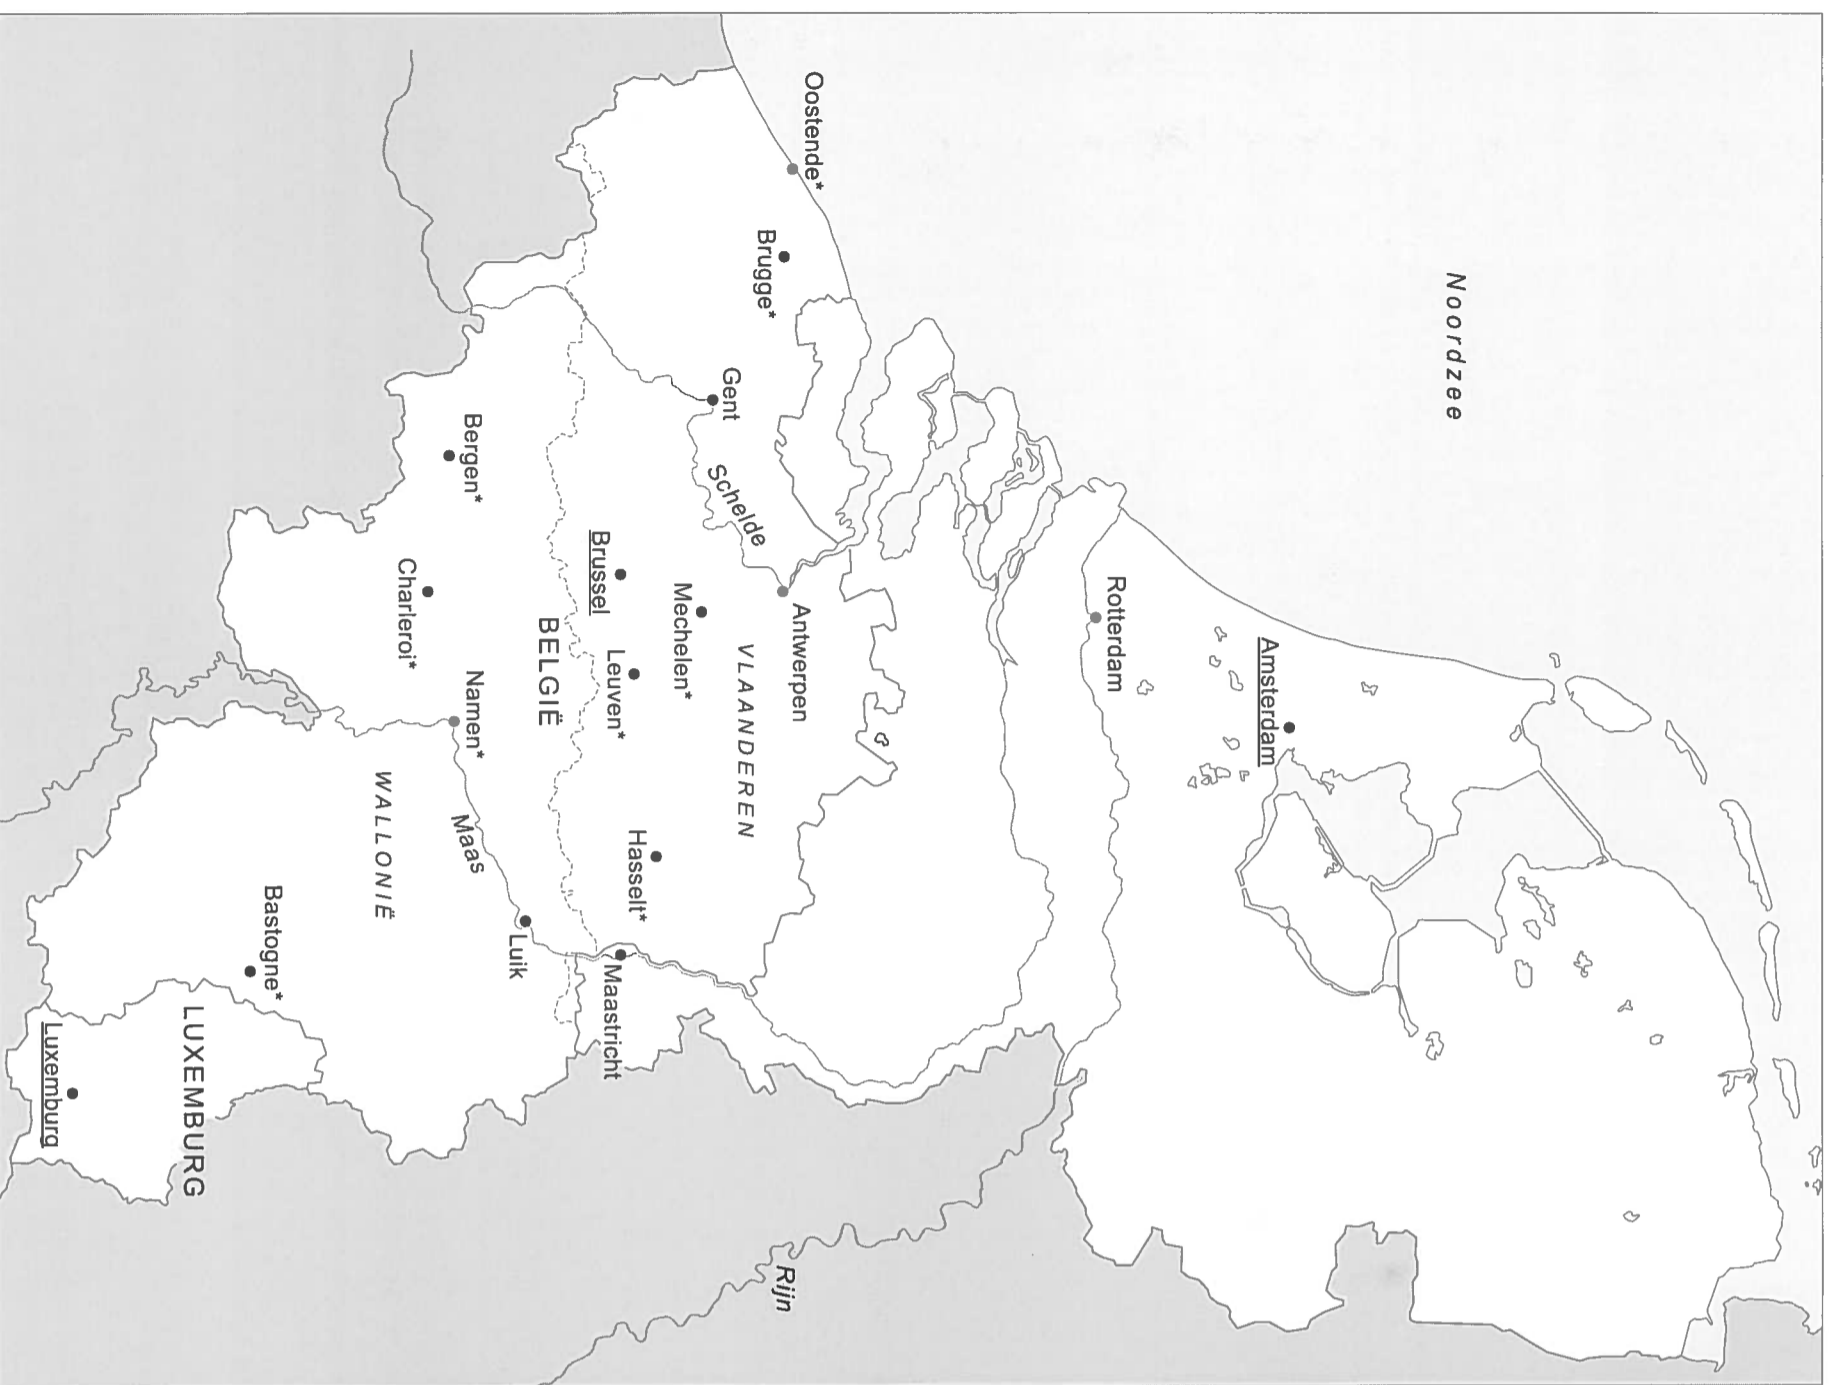 Noordzee
Amsterdam
Rotterdam
Oostende*
Brugge*
Antwerpen
Gent
Schelde
VLAANDEREN
Mechelen*
Hasselt*
Leuven*
Brussel
Maastricht
BELGIË
Luik
Bergen*
Namen*
Maas
Charleroi*
WALLONIË
Bastogne*
LUXEMBURG
Luxemburg
Rijn